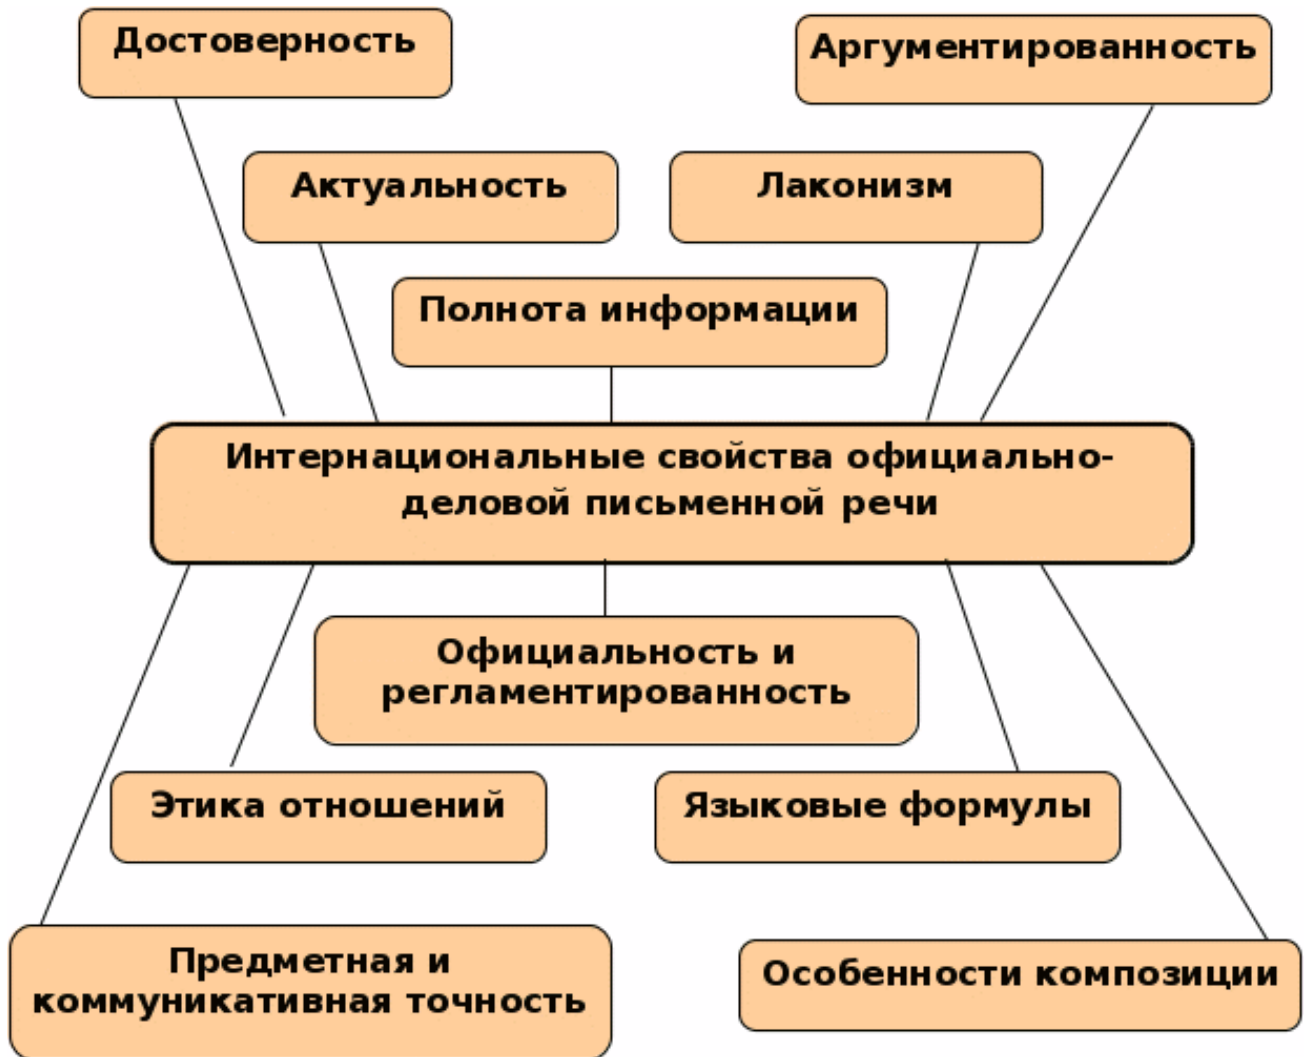 Достоверность
Аргументированность
Актуальность
Лаконизм
Полнота информации
Интернациональные свойства официально-
деловой письменной речи
Официальность и
регламентированность
Этика отношений
Языковые формулы
Предметная и
коммуникативная точность
Особенности композиции